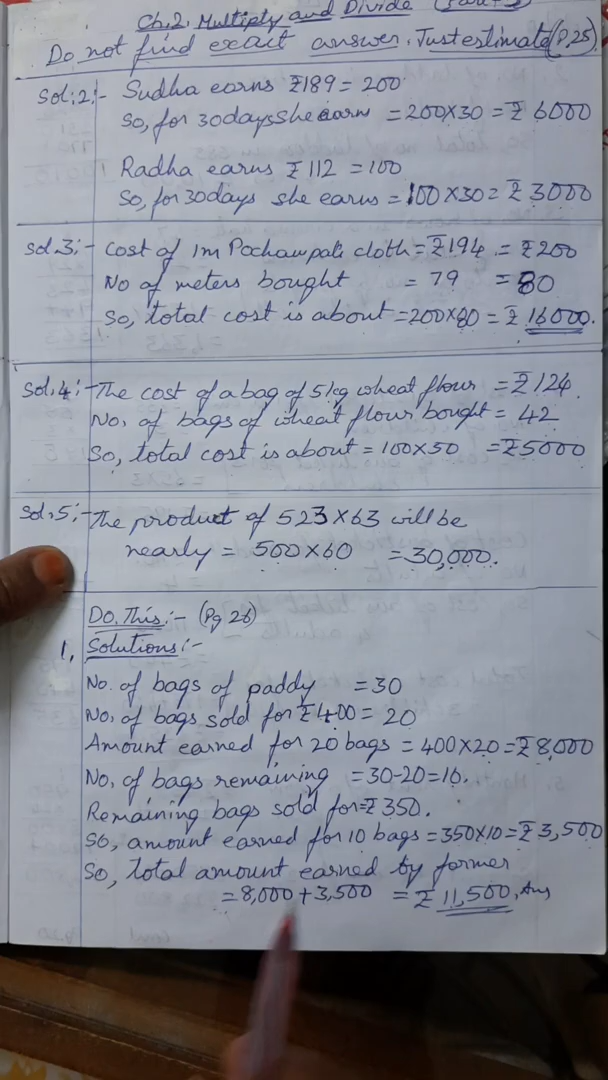 Ch.2. Multiply and Divide
Do not find exact answer. Just estimate (P.25)
Sol:2:- Sudha earns ₹189 = 200
So, for 30days she earn = 200×30 = ₹ 6000
Radha earns ₹112 = 100
So, for 30days she earns = 100×30 = ₹ 3000
Sol.3:- Cost of 1m Pochampali cloth = ₹194 = ₹200
No of meters bought = 79 = 80
So, total cost is about = 200×80 = ₹ 16000.
Sol.4:- The cost of a bag of 5kg wheat flour = ₹124.
No. of bags of wheat flour bought = 42
So, total cost is about = 100×50 = ₹5000
Sol.5:- The product of 523×63 will be
nearly = 500×60 = 30,000.
Do This:- (Pg 26)
1, Solutions:-
No. of bags of paddy = 30
No. of bags sold for ₹400 = 20
Amount earned for 20 bags = 400×20 = ₹8,000
No. of bags remaining = 30-20=10.
Remaining bags sold for = ₹350.
So, amount earned for 10 bags = 350×10 = ₹3,500
So, total amount earned by former
= 8,000 + 3,500 = ₹ 11,500. Ans